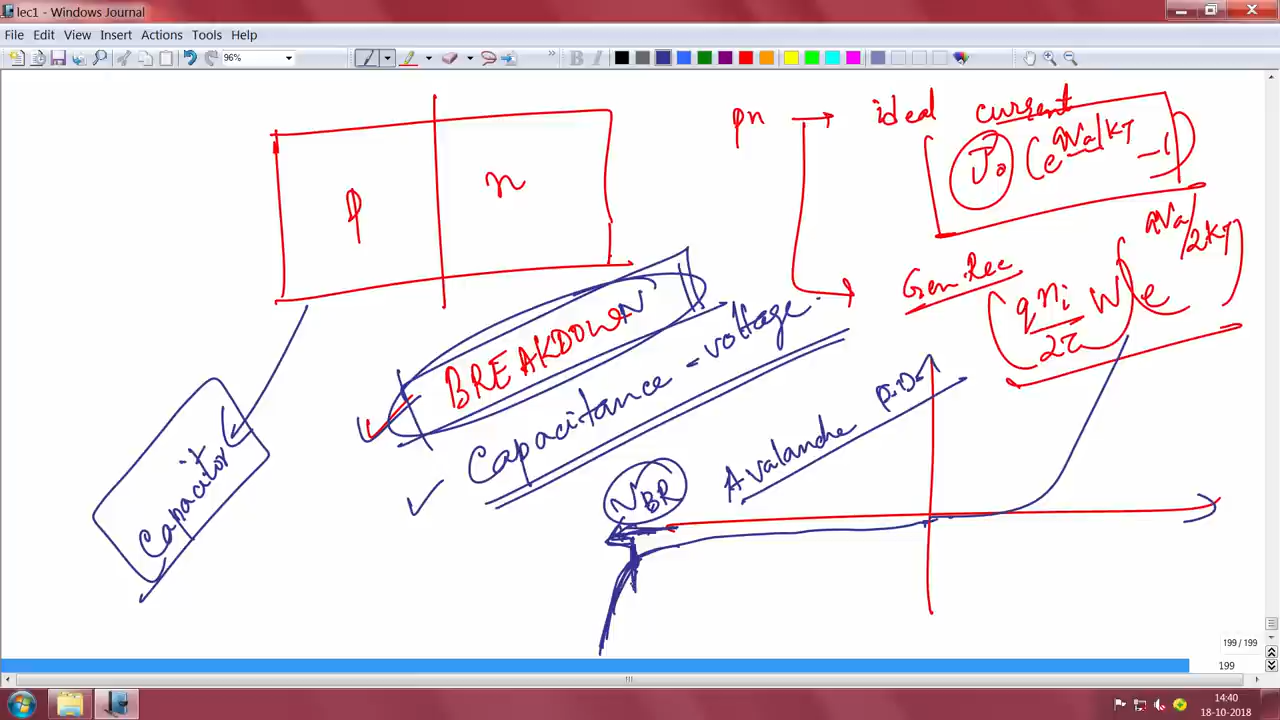 lec1 - Windows Journal
File Edit View Insert Actions Tools Help
96%
p
n
pn → ideal current
J₀ (e^qVa/kT - 1)
Gen. Rec
(qni/2τ W) (e^qVa/2kT)
BREAKDOWN
Capacitance - voltage.
Capacitor
VBR
Avalanche
199 / 199
199
14:40
18-10-2018